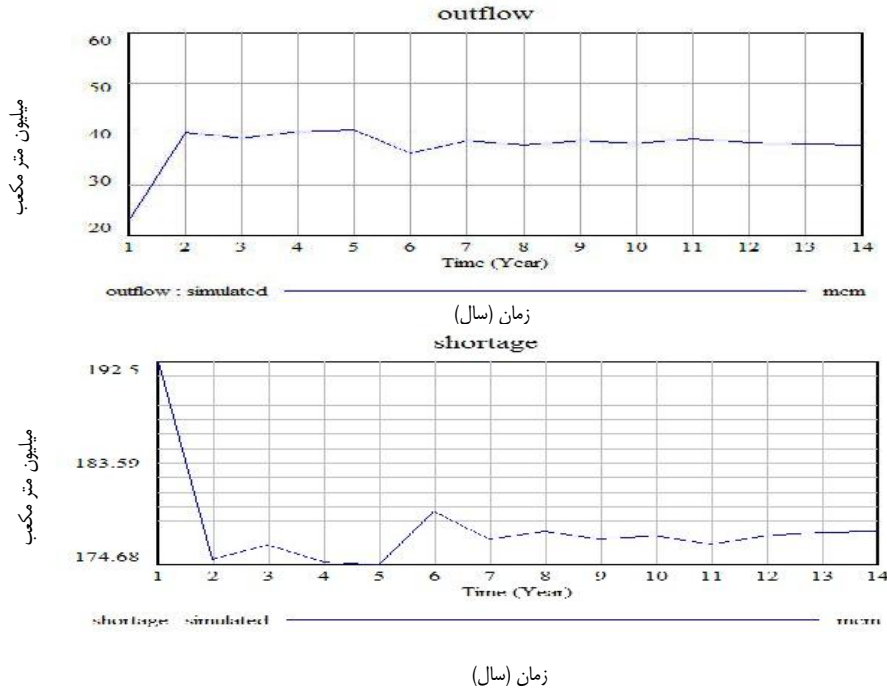 outflow
میلیون متر مکعب
60
50
40
30
20
1 2 3 4 5 6 7 8 9 10 11 12 13 14
Time (Year)
outflow : simulated mcm
زمان (سال)
shortage
میلیون متر مکعب
192.5
183.59
174.68
1 2 3 4 5 6 7 8 9 10 11 12 13 14
Time (Year)
shortage : simulated mcm
زمان (سال)